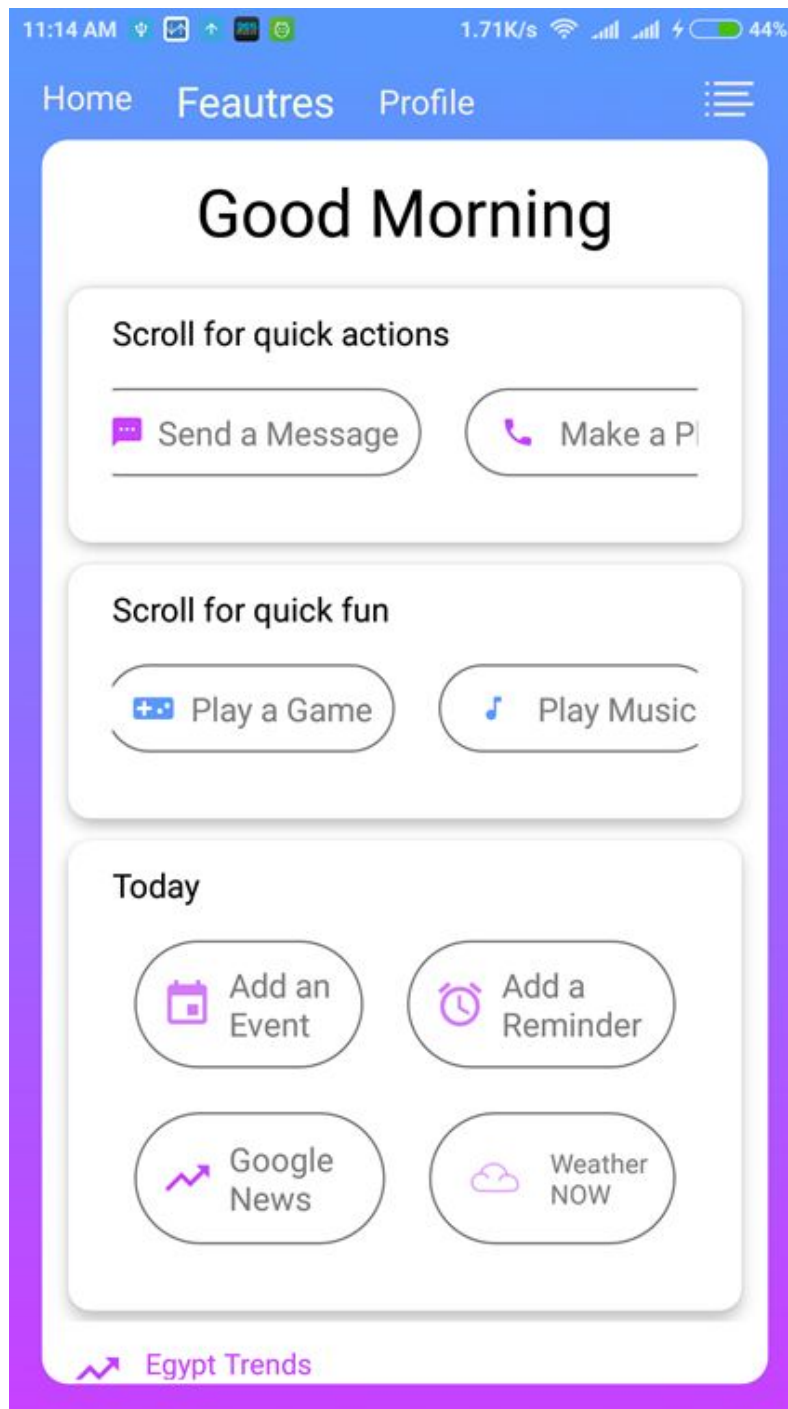 11:14 AM 1.71K/s 44%
Home Feautres Profile
Good Morning
Scroll for quick actions
Send a Message Make a Pl
Scroll for quick fun
Play a Game Play Music
Today
Add an
Event
Add a
Reminder
Google
News
Weather
NOW
Egypt Trends